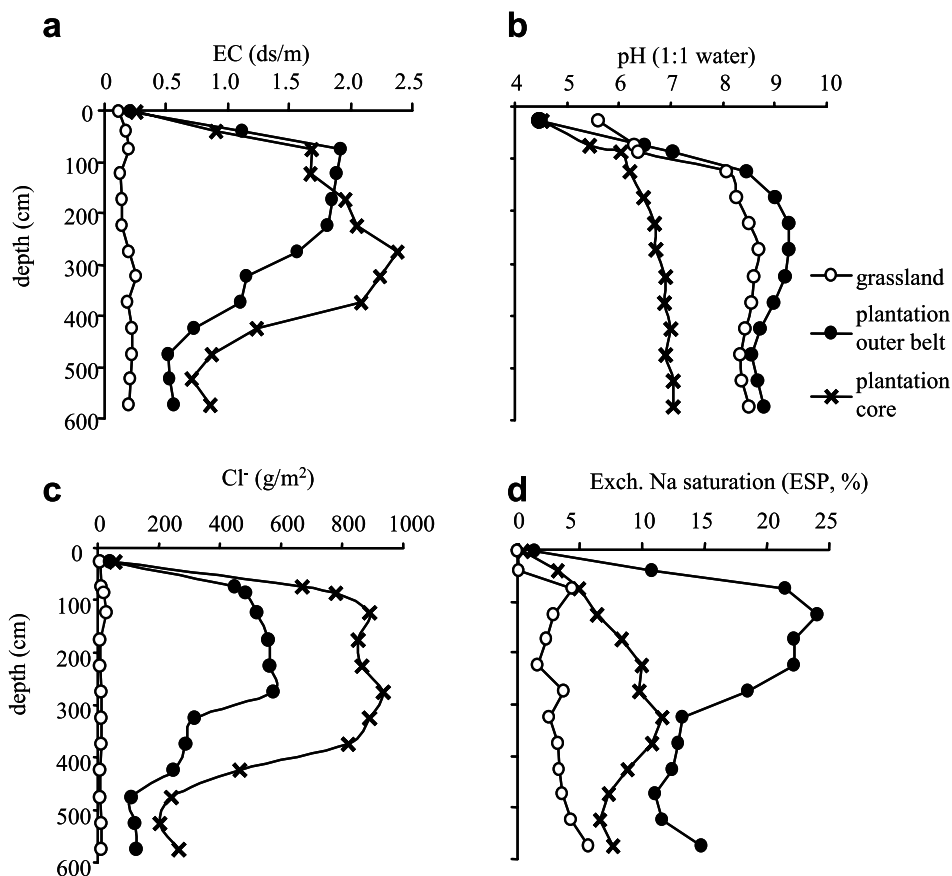 a
EC (ds/m)
0 0.5 1.0 1.5 2.0 2.5
0
100
200
300
400
500
600
depth (cm)
b
pH (1:1 water)
4 5 6 7 8 9 10
grassland
plantation
outer belt
plantation
core
c
Cl⁻ (g/m²)
0 200 400 600 800 1000
0
100
200
300
400
500
600
depth (cm)
d
Exch. Na saturation (ESP, %)
0 5 10 15 20 25